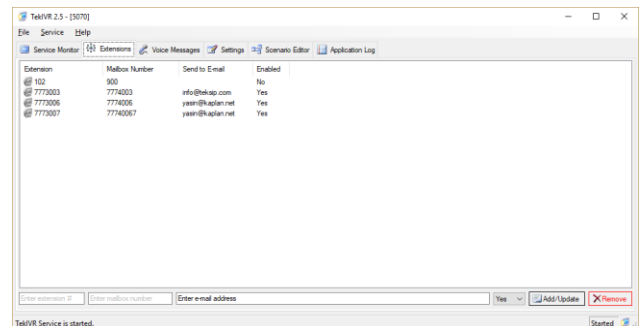 TekIVR 2.5 - [5070]
File Service Help
Service Monitor Extensions Voice Messages Settings Scenario Editor Application Log
Extension Mailbox Number Send to E-mail Enabled
102 900 No
7773003 7774003 info@teksip.com Yes
7773006 7774006 yasin@kaplan.net Yes
7773007 77740067 yasin@kaplan.net Yes
Enter extension # Enter mailbox number Enter e-mail address Yes Add/Update Remove
TekIVR Service is started. Started